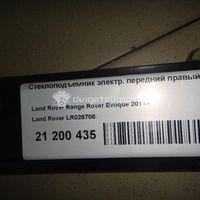 Стеклоподъемник электр. передний правый
Land Rover Range Rover Evoque 2011>
Land Rover LR026708
21 200 435